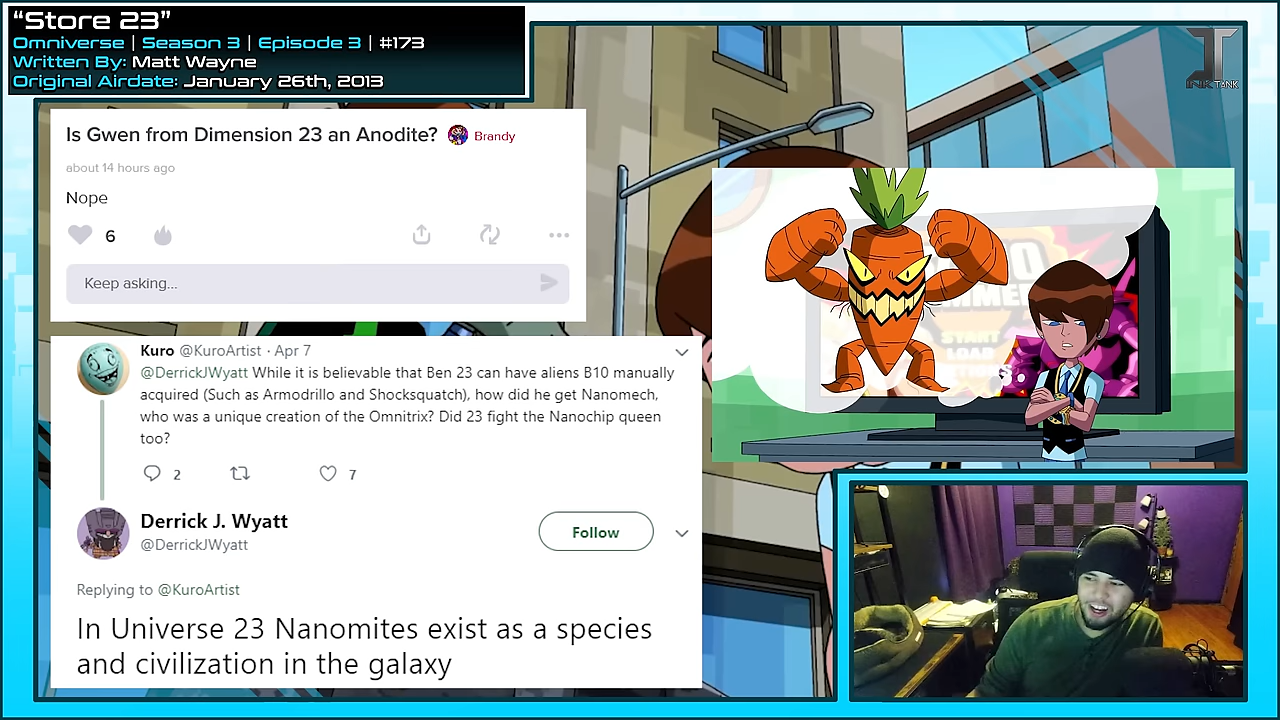 “Store 23”
Omniverse | Season 3 | Episode 3 | #173
Written By: Matt Wayne
Original Airdate: January 26th, 2013
INKTANK
Is Gwen from Dimension 23 an Anodite? Brandy
about 14 hours ago
Nope
6
Keep asking...
START
LOAD
Kuro @KuroArtist · Apr 7
@DerrickJWyatt While it is believable that Ben 23 can have aliens B10 manually
acquired (Such as Armodrillo and Shocksquatch), how did he get Nanomech,
who was a unique creation of the Omnitrix? Did 23 fight the Nanochip queen
too?
2 7
Derrick J. Wyatt
@DerrickJWyatt
Follow
Replying to @KuroArtist
In Universe 23 Nanomites exist as a species
and civilization in the galaxy